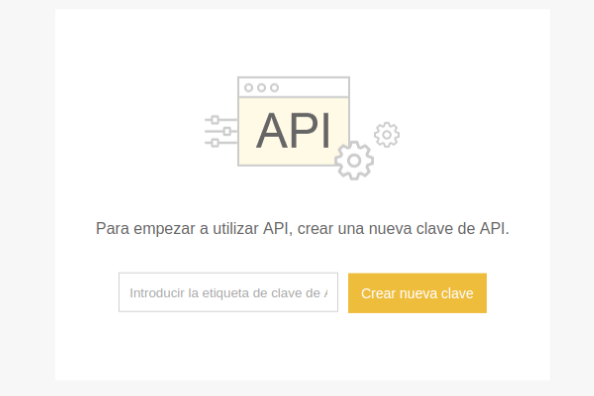 API
Para empezar a utilizar API, crear una nueva clave de API.
Introducir la etiqueta de clave de
Crear nueva clave